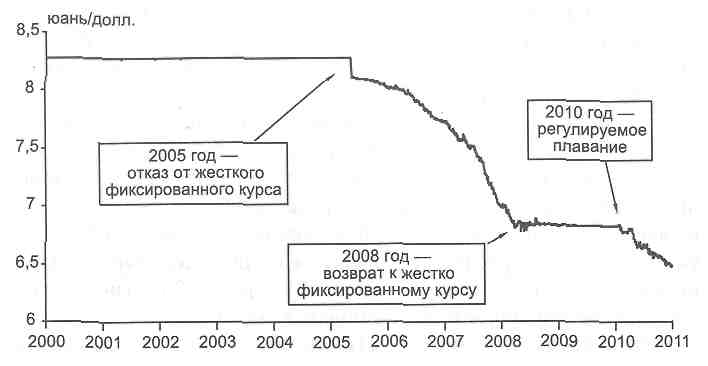 юань/долл.
8,5
8
7,5
7
6,5
6
2005 год —
отказ от жесткого
фиксированного курса
2010 год —
регулируемое
плавание
2008 год —
возврат к жестко
фиксированному курсу
2000 2001 2002 2003 2004 2005 2006 2007 2008 2009 2010 2011